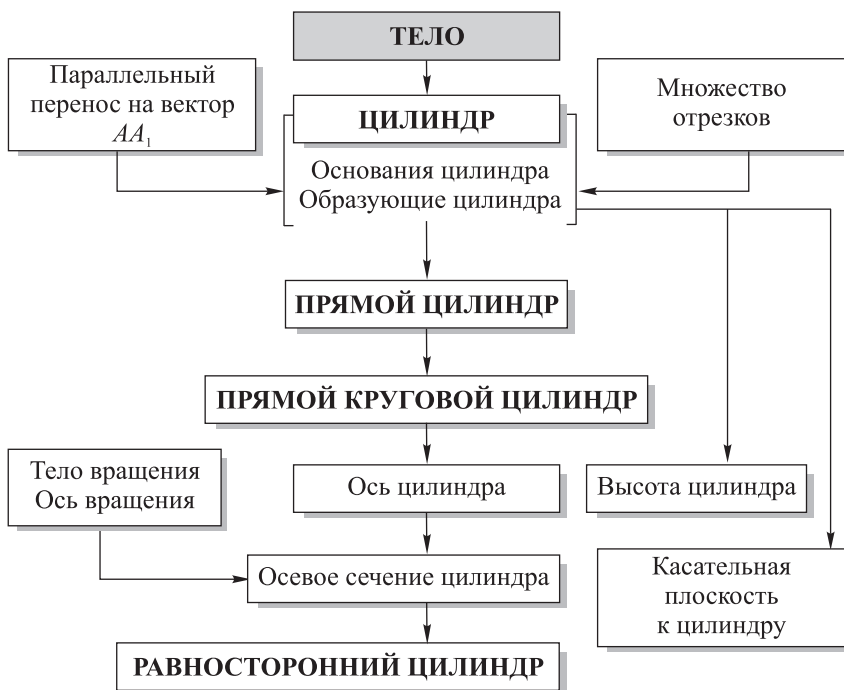 ТЕЛО
Параллельный
перенос на вектор
AA₁
ЦИЛИНДР
Множество
отрезков
Основания цилиндра
Образующие цилиндра
ПРЯМОЙ ЦИЛИНДР
ПРЯМОЙ КРУГОВОЙ ЦИЛИНДР
Тело вращения
Ось вращения
Ось цилиндра
Высота цилиндра
Осевое сечение цилиндра
Касательная
плоскость
к цилиндру
РАВНОСТОРОННИЙ ЦИЛИНДР